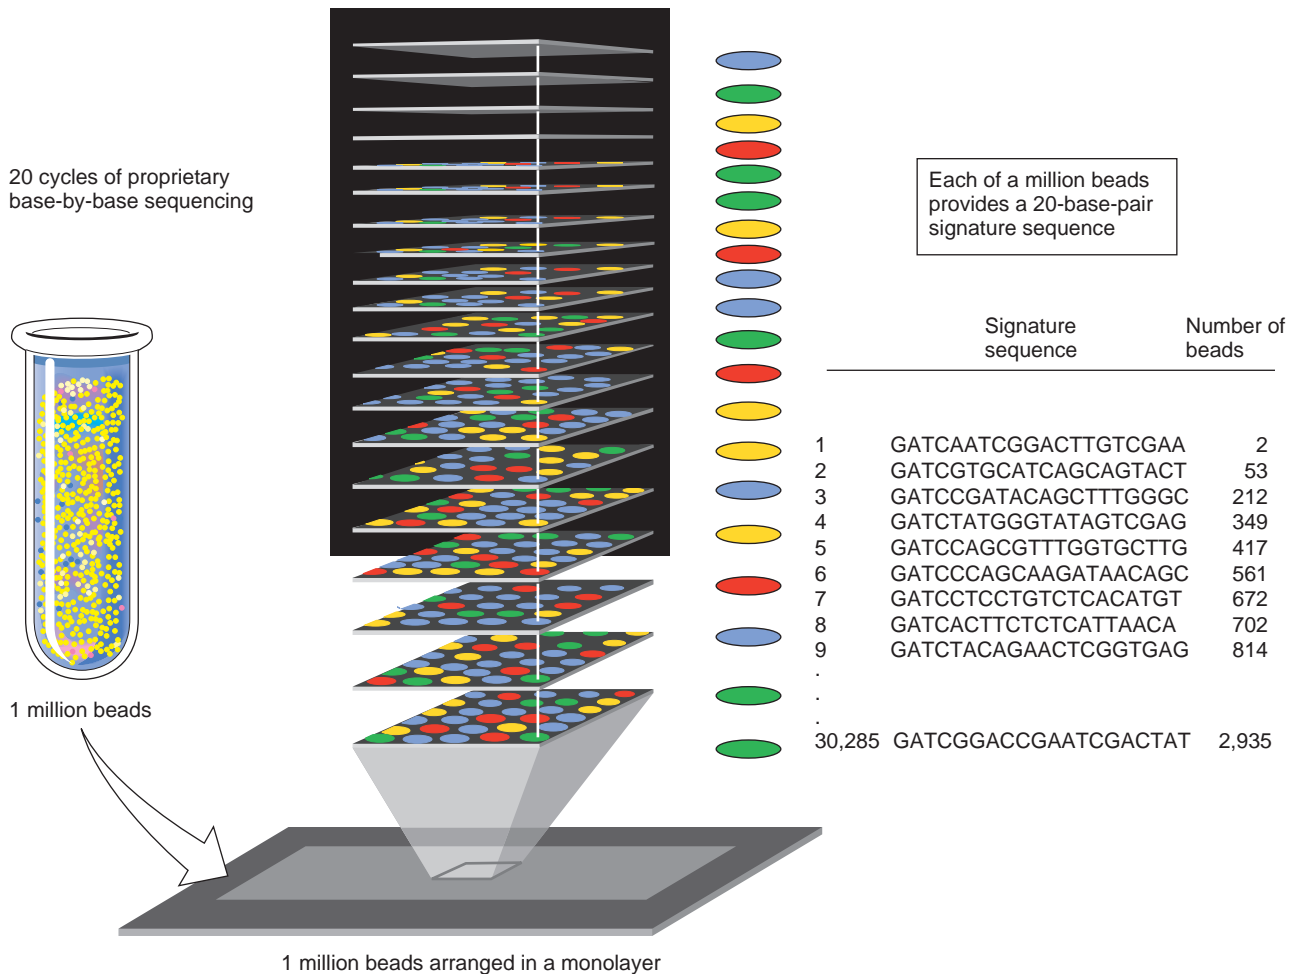 20 cycles of proprietary
base-by-base sequencing
1 million beads
1 million beads arranged in a monolayer
Each of a million beads
provides a 20-base-pair
signature sequence
Signature sequence Number of beads
1 GATCAATCGGACTTGTCGAA 2
2 GATCGTGCATCAGCAGTACT 53
3 GATCCGATACAGCTTTGGGC 212
4 GATCTATGGGTATAGTCGAG 349
5 GATCCAGCGTTTGGTGCTTG 417
6 GATCCCAGCAAGATAACAGC 561
7 GATCCTCCTGTCTCACATGT 672
8 GATCACTTCTCTCATTAACA 702
9 GATCTACAGAACTCGGTGAG 814
.
.
.
30,285 GATCGGACCGAATCGACTAT 2,935